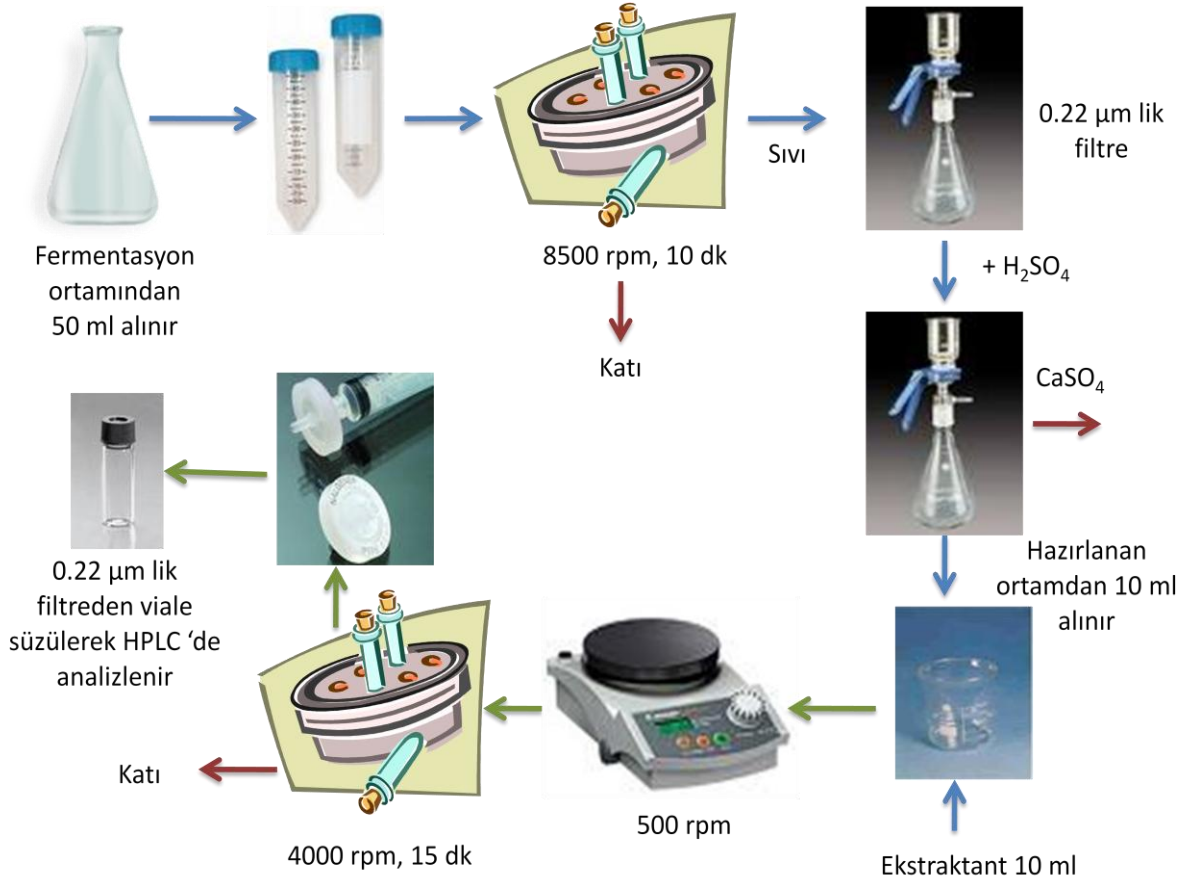 Fermentasyon
ortamından
50 ml alınır
8500 rpm, 10 dk
Katı
Sıvı
0.22 µm lik
filtre
+ H₂SO₄
CaSO₄
Hazırlanan
ortamdan 10 ml
alınır
Ekstraktant 10 ml
500 rpm
4000 rpm, 15 dk
Katı
0.22 µm lik
filtreden viale
süzülerek HPLC ‘de
analizlenir